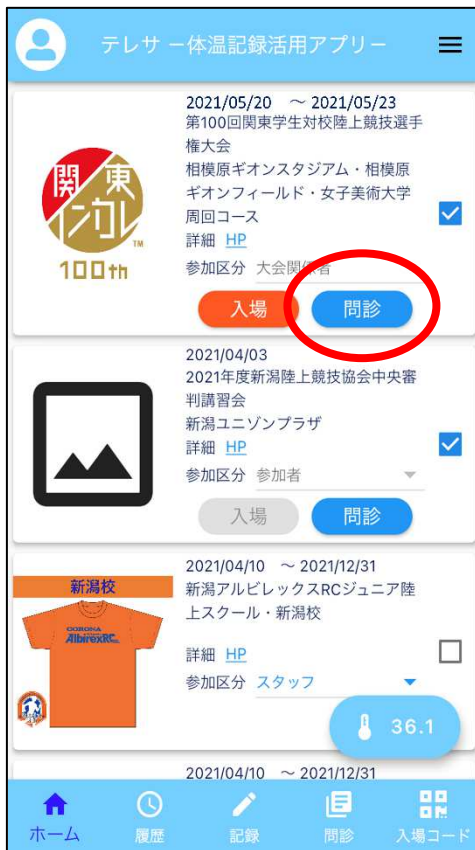 テレサ －体温記録活用アプリ－
関東インカレ
TM
100th
2021/05/20 ～ 2021/05/23
第100回関東学生対校陸上競技選手
権大会
相模原ギオンスタジアム・相模原
ギオンフィールド・女子美術大学
周回コース
詳細 HP
参加区分 大会関係者
入場 問診
2021/04/03
2021年度新潟陸上競技協会中央審
判講習会
新潟ユニゾンプラザ
詳細 HP
参加区分 参加者
入場 問診
新潟校
CORONA
AlbirexRC
2021/04/10 ～ 2021/12/31
新潟アルビレックスRCジュニア陸
上スクール・新潟校
詳細 HP
参加区分 スタッフ
36.1
2021/04/10 ～ 2021/12/31
ホーム 履歴 記録 問診 入場コード